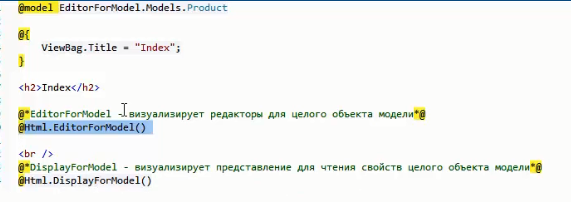 @model EditorForModel.Models.Product
@{
ViewBag.Title = "Index";
}
<h2>Index</h2>
@*EditorForModel - визуализирует редакторы для целого объекта модели*@
@Html.EditorForModel()
<br />
@*DisplayForModel - визуализирует представление для чтения свойств целого объекта модели*@
@Html.DisplayForModel()